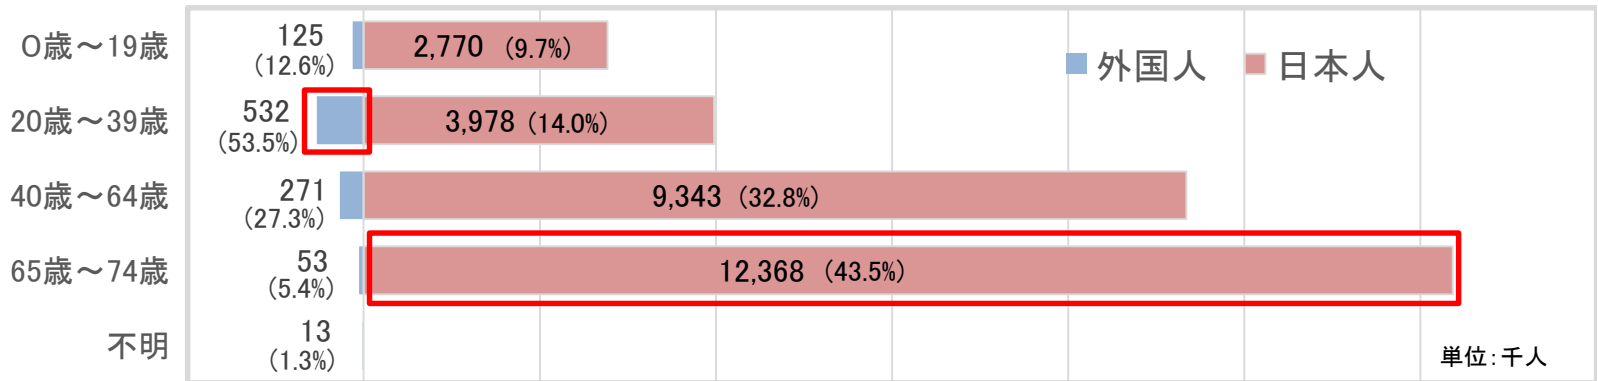 0歳～19歳
125
（12.6%）
2,770（9.7%）
外国人
日本人
20歳～39歳
532
（53.5%）
3,978（14.0%）
40歳～64歳
271
（27.3%）
9,343（32.8%）
65歳～74歳
53
（5.4%）
12,368（43.5%）
不明
13
（1.3%）
単位：千人